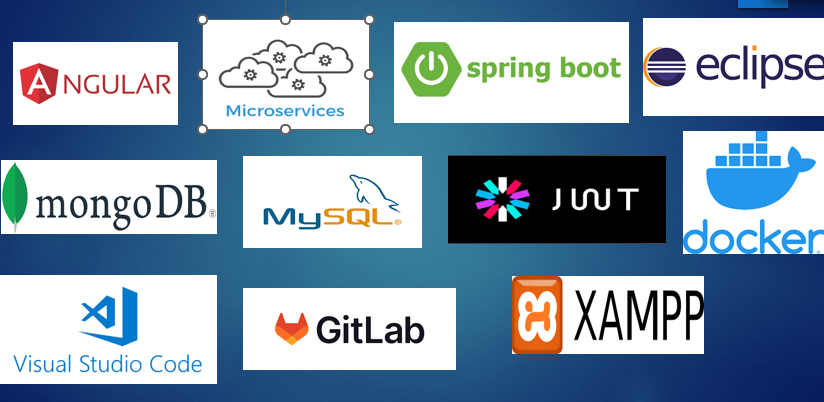 ANGULAR
Microservices
spring boot
eclipse
mongoDB®
MySQL®
JWT
docker
Visual Studio Code
GitLab
XAMPP